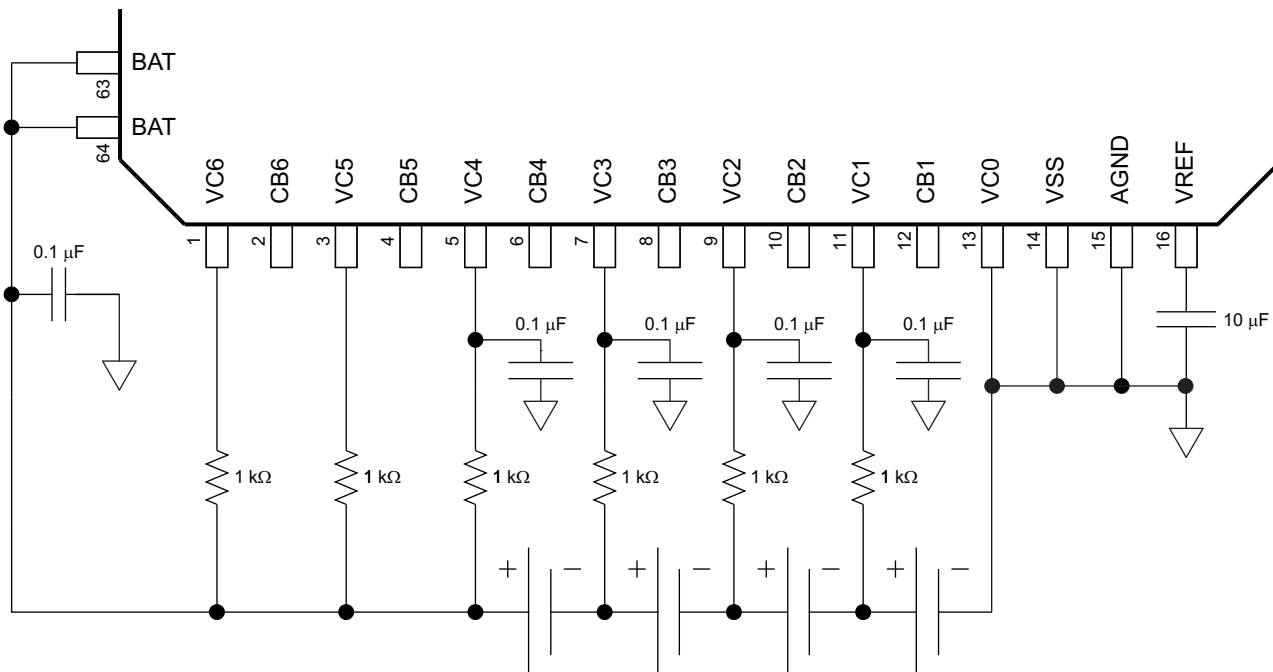 BAT
63
BAT
64
VC6
CB6
VC5
CB5
VC4
CB4
VC3
CB3
VC2
CB2
VC1
CB1
VC0
VSS
AGND
VREF
1
2
3
4
5
6
7
8
9
10
11
12
13
14
15
16
0.1 μF
0.1 μF
0.1 μF
0.1 μF
0.1 μF
10 μF
1 kΩ
1 kΩ
1 kΩ
1 kΩ
1 kΩ
1 kΩ
+ −
+ −
+ −
+ −